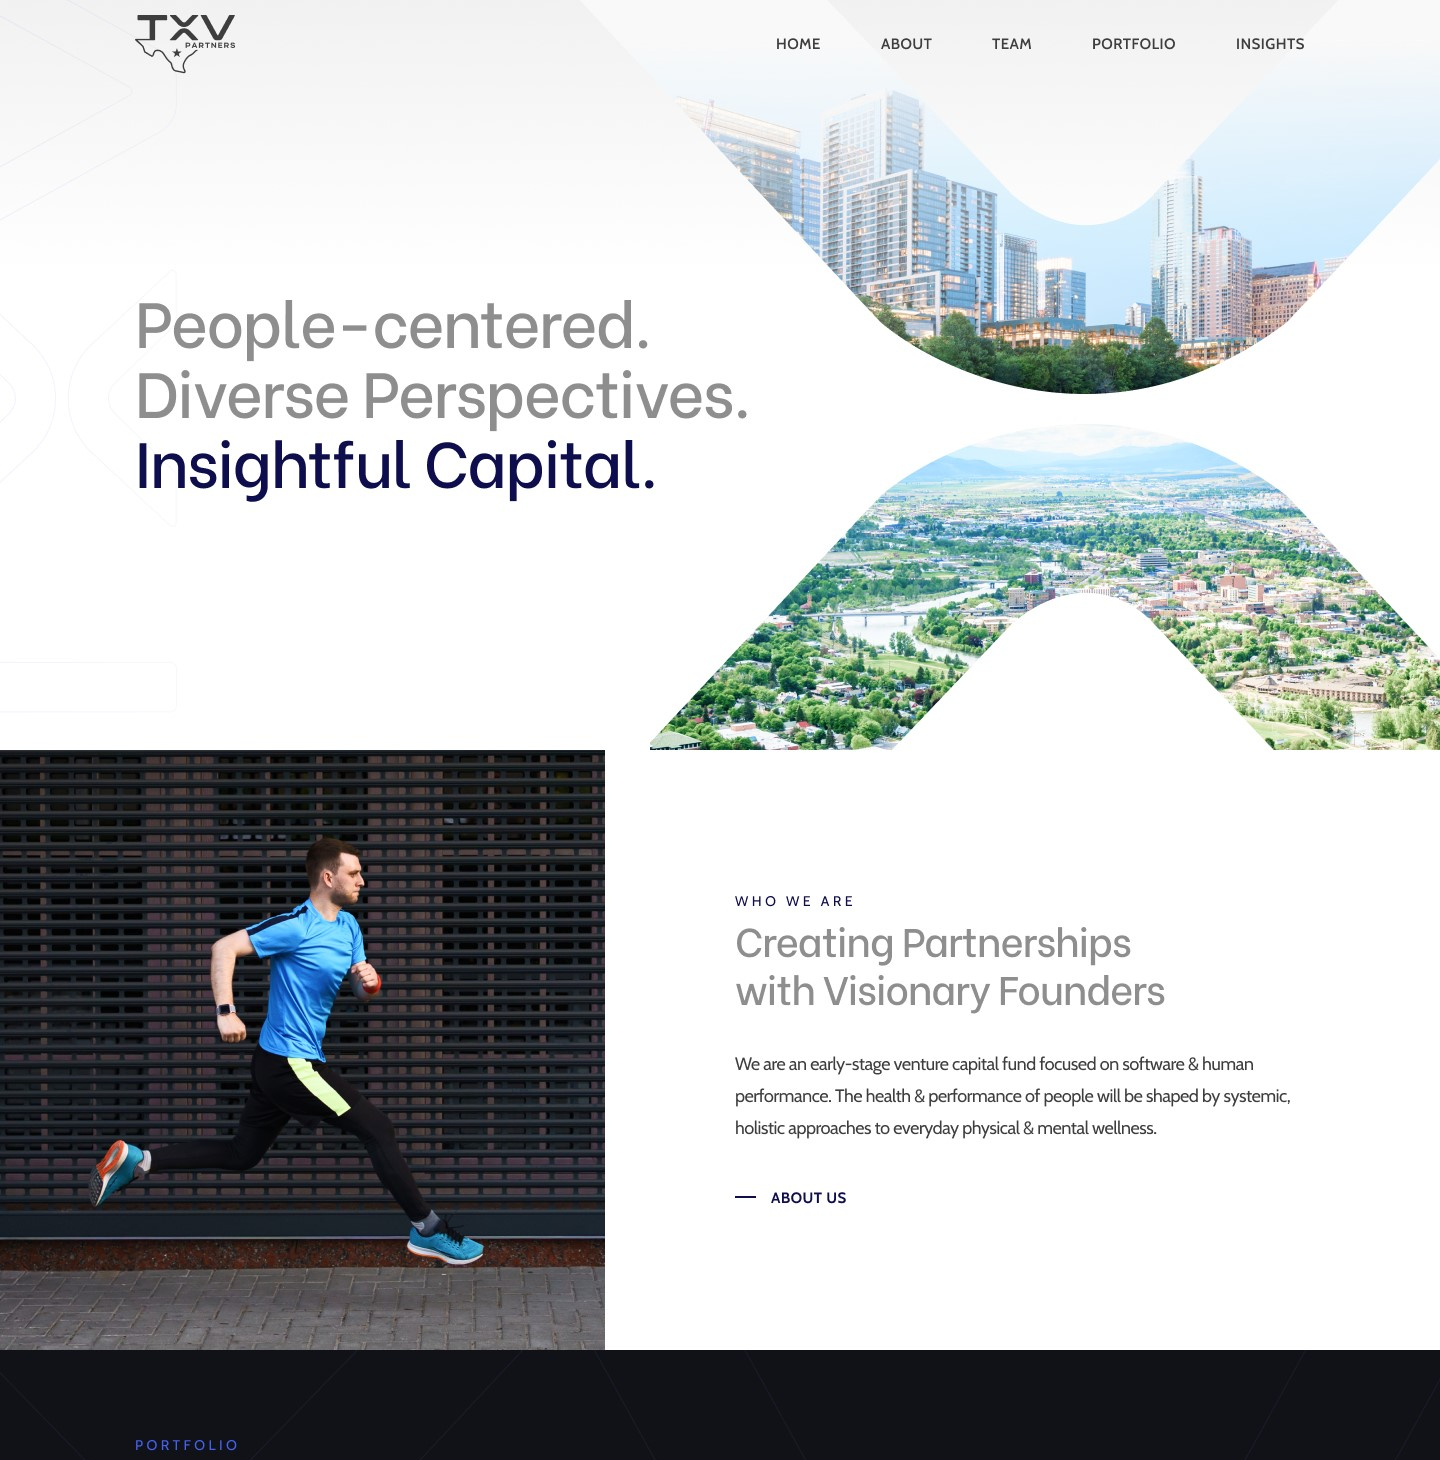 TXV
PARTNERS
HOME ABOUT TEAM PORTFOLIO INSIGHTS
People-centered.
Diverse Perspectives.
Insightful Capital.
WHO WE ARE
Creating Partnerships
with Visionary Founders
We are an early-stage venture capital fund focused on software & human
performance. The health & performance of people will be shaped by systemic,
holistic approaches to everyday physical & mental wellness.
ABOUT US
PORTFOLIO